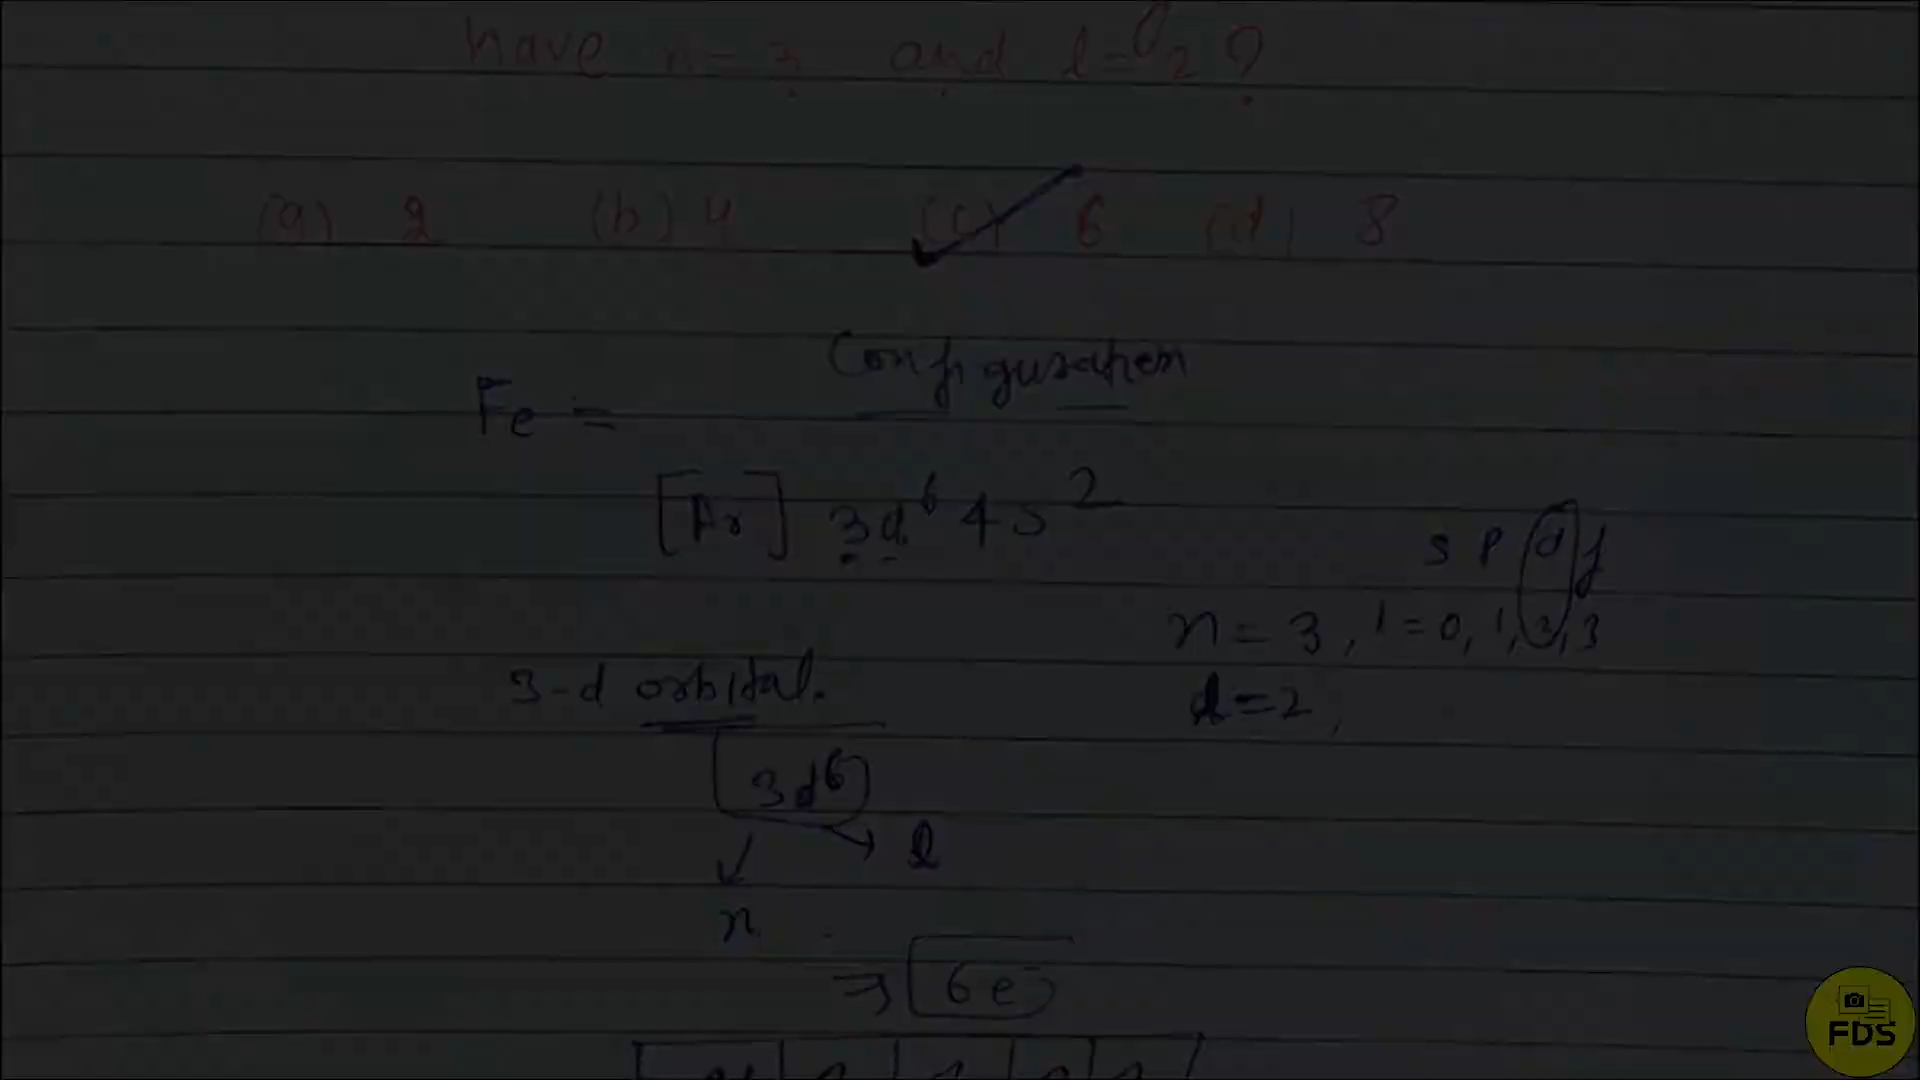 have n = 3 and l = 2 ?
(a) 2 (b) 4 (c) 6 (d) 8
Configuration
Fe =
[Ar] 3d⁶ 4s²
s p d f
n = 3, l = 0, 1, 2, 3
3-d orbital.
d = 2,
3d⁶
l
n
⇒ 6e⁻
FDS